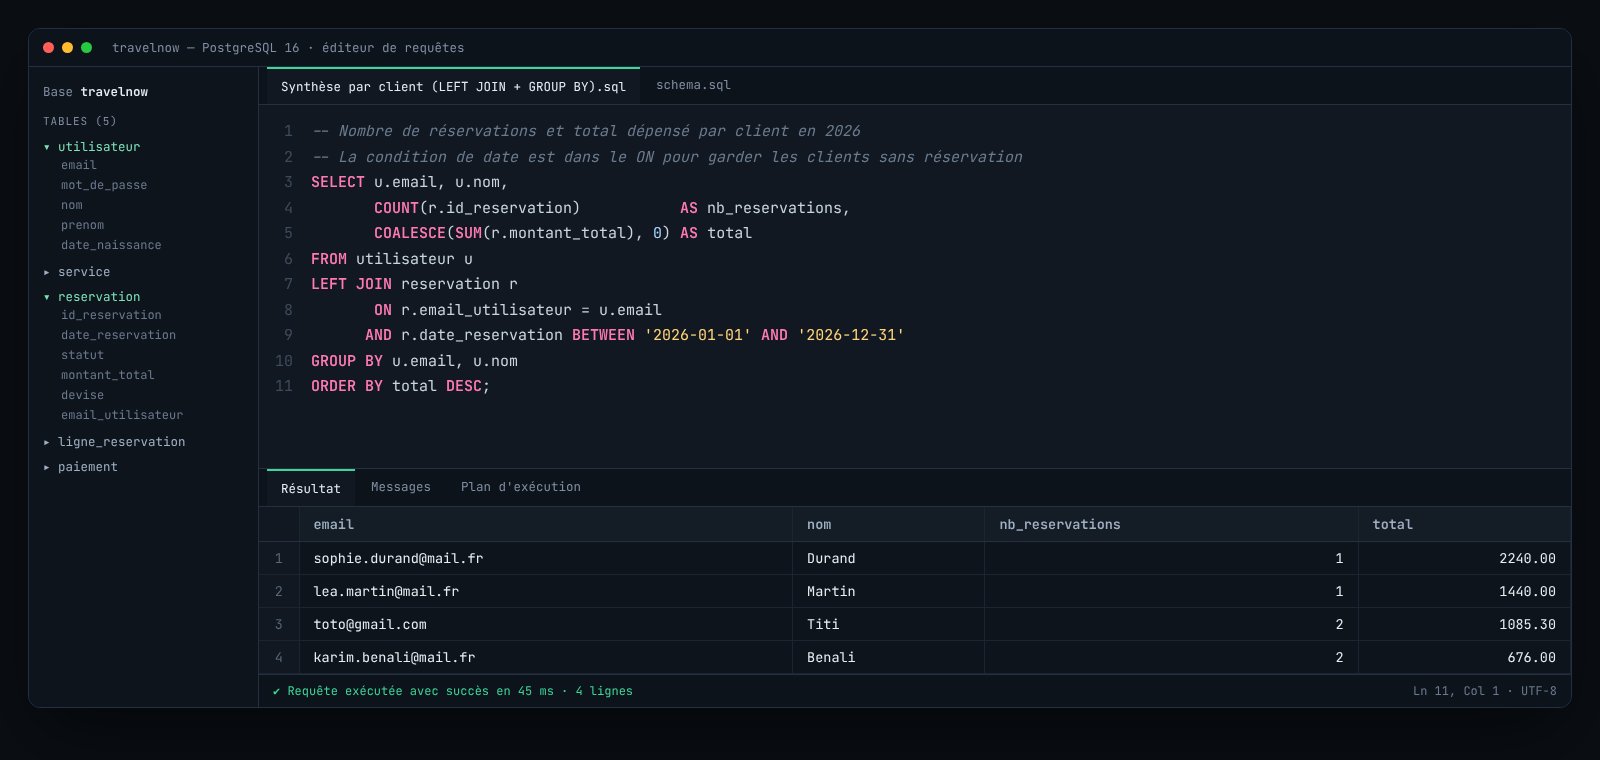 travelnow — PostgreSQL 16 · éditeur de requêtes
Base travelnow
TABLES (5)
▾ utilisateur
email
mot_de_passe
nom
prenom
date_naissance
▸ service
▾ reservation
id_reservation
date_reservation
statut
montant_total
devise
email_utilisateur
▸ ligne_reservation
▸ paiement
Synthèse par client (LEFT JOIN + GROUP BY).sql schema.sql
1 -- Nombre de réservations et total dépensé par client en 2026
2 -- La condition de date est dans le ON pour garder les clients sans réservation
3 SELECT u.email, u.nom,
4 COUNT(r.id_reservation) AS nb_reservations,
5 COALESCE(SUM(r.montant_total), 0) AS total
6 FROM utilisateur u
7 LEFT JOIN reservation r
8 ON r.email_utilisateur = u.email
9 AND r.date_reservation BETWEEN '2026-01-01' AND '2026-12-31'
10 GROUP BY u.email, u.nom
11 ORDER BY total DESC;
Résultat Messages Plan d'exécution
email nom nb_reservations total
1 sophie.durand@mail.fr Durand 1 2240.00
2 lea.martin@mail.fr Martin 1 1440.00
3 toto@gmail.com Titi 2 1085.30
4 karim.benali@mail.fr Benali 2 676.00
✔ Requête exécutée avec succès en 45 ms · 4 lignes Ln 11, Col 1 · UTF-8